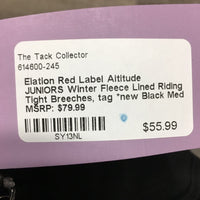 The Tack Collector
614600-245
Elation Red Label Altitude
JUNIORS Winter Fleece Lined Riding
Tight Breeches, tag *new Black Med
MSRP: $79.99
$55.99
SY13NL